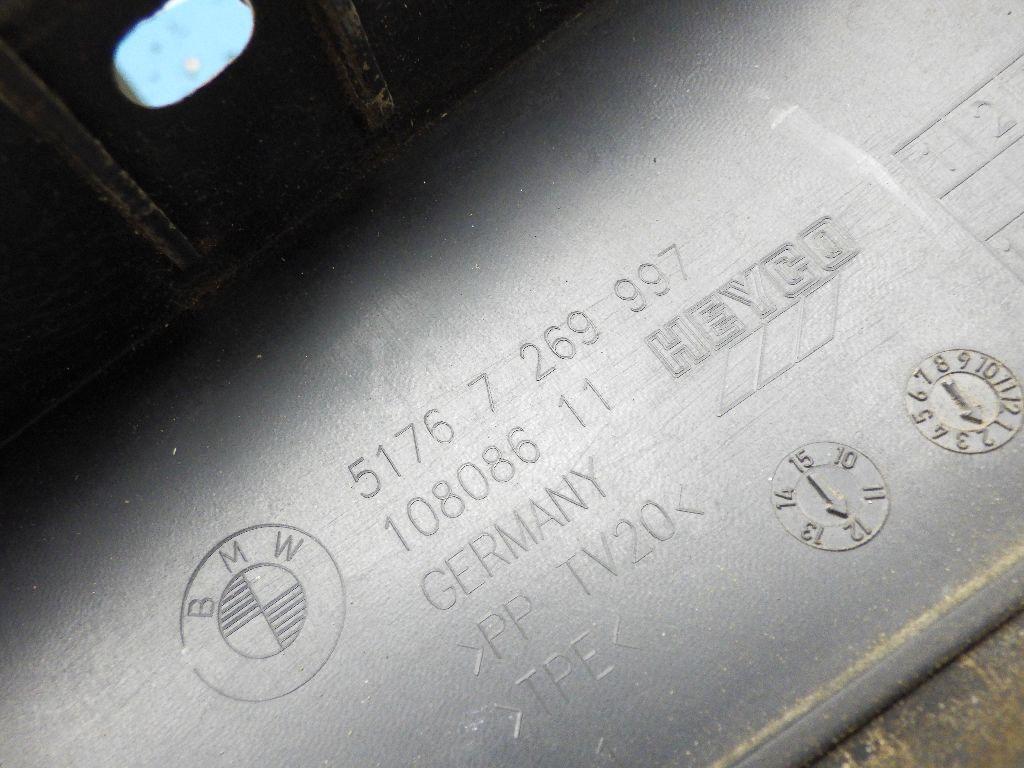 5176 7 269 997
108086 11
HEYCO
GERMANY
>PP TV20<
>TPE<
BMW
10 11 12 13 14 15
1 2 3 4 5 6 7 8 9 10 11 12